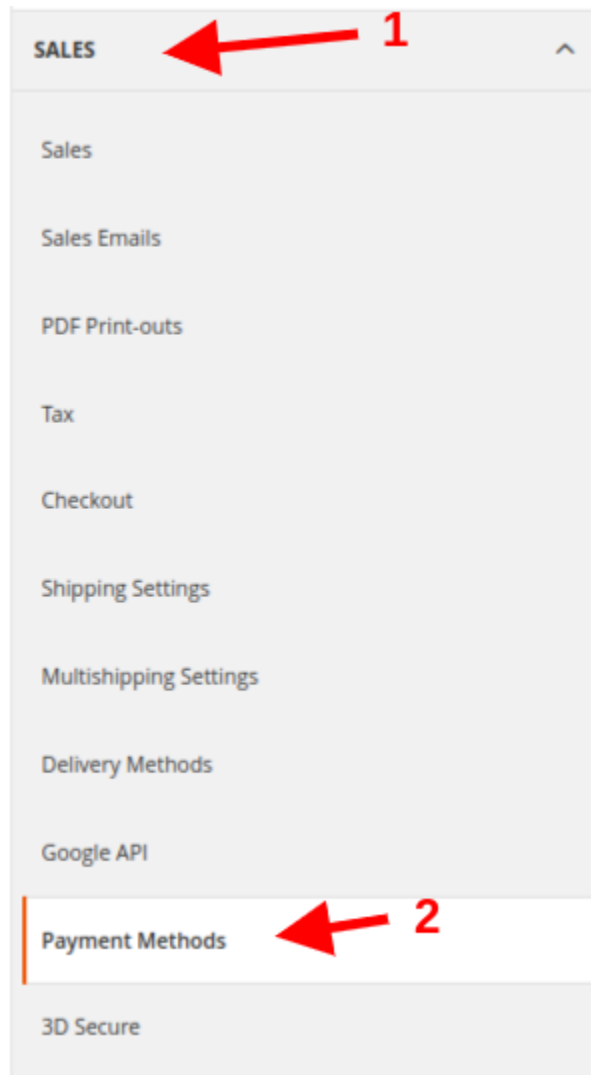 SALES 1
Sales
Sales Emails
PDF Print-outs
Tax
Checkout
Shipping Settings
Multishipping Settings
Delivery Methods
Google API
Payment Methods 2
3D Secure